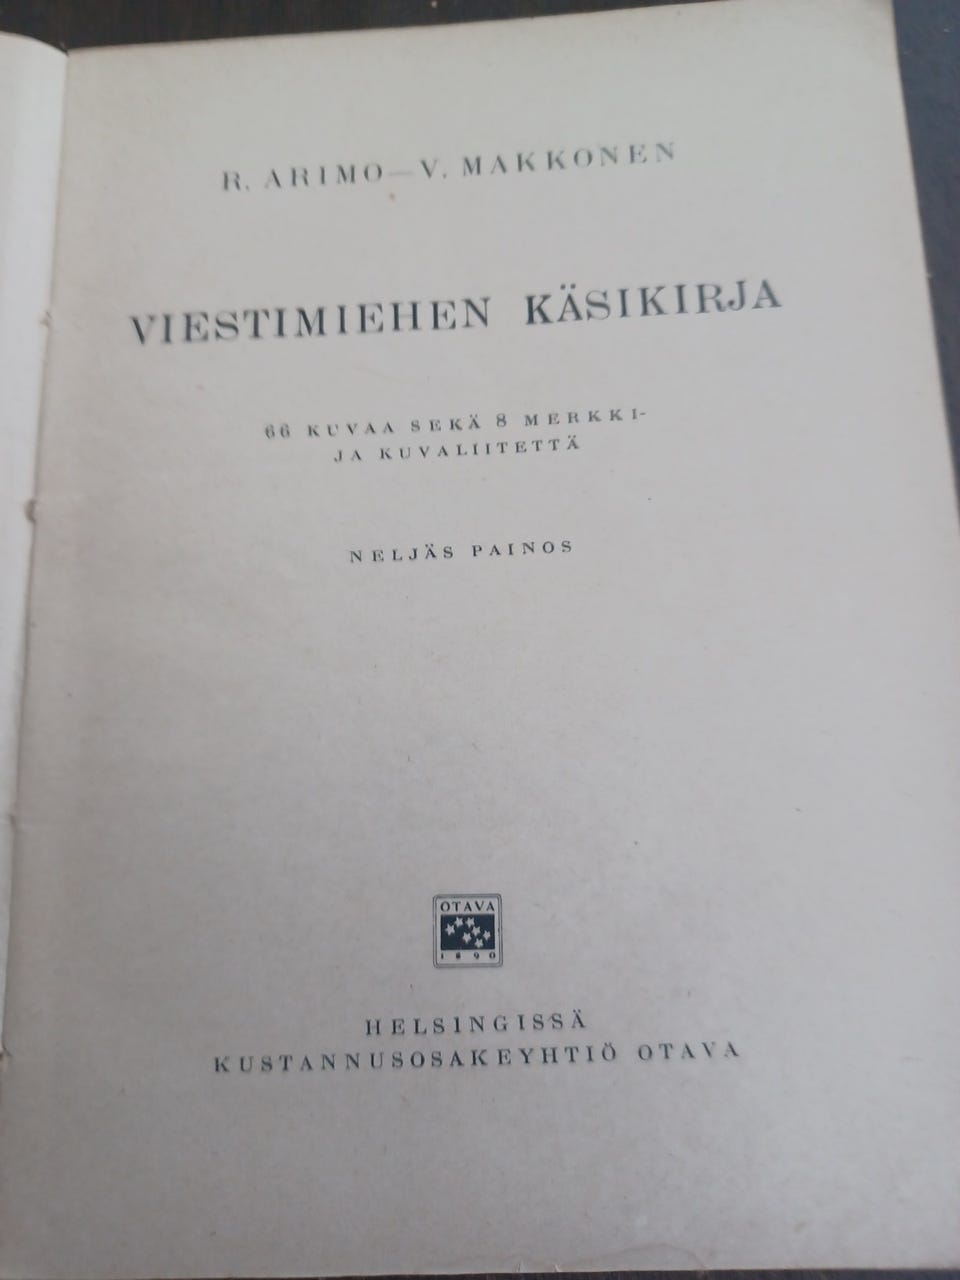 R. ARIMO — V. MAKKONEN
VIESTIMIEHEN KÄSIKIRJA
66 KUVAA SEKÄ 8 MERKKI-
JA KUVALIITETTÄ
NELJÄS PAINOS
OTAVA
1890
HELSINGISSÄ
KUSTANNUSOSAKEYHTIÖ OTAVA